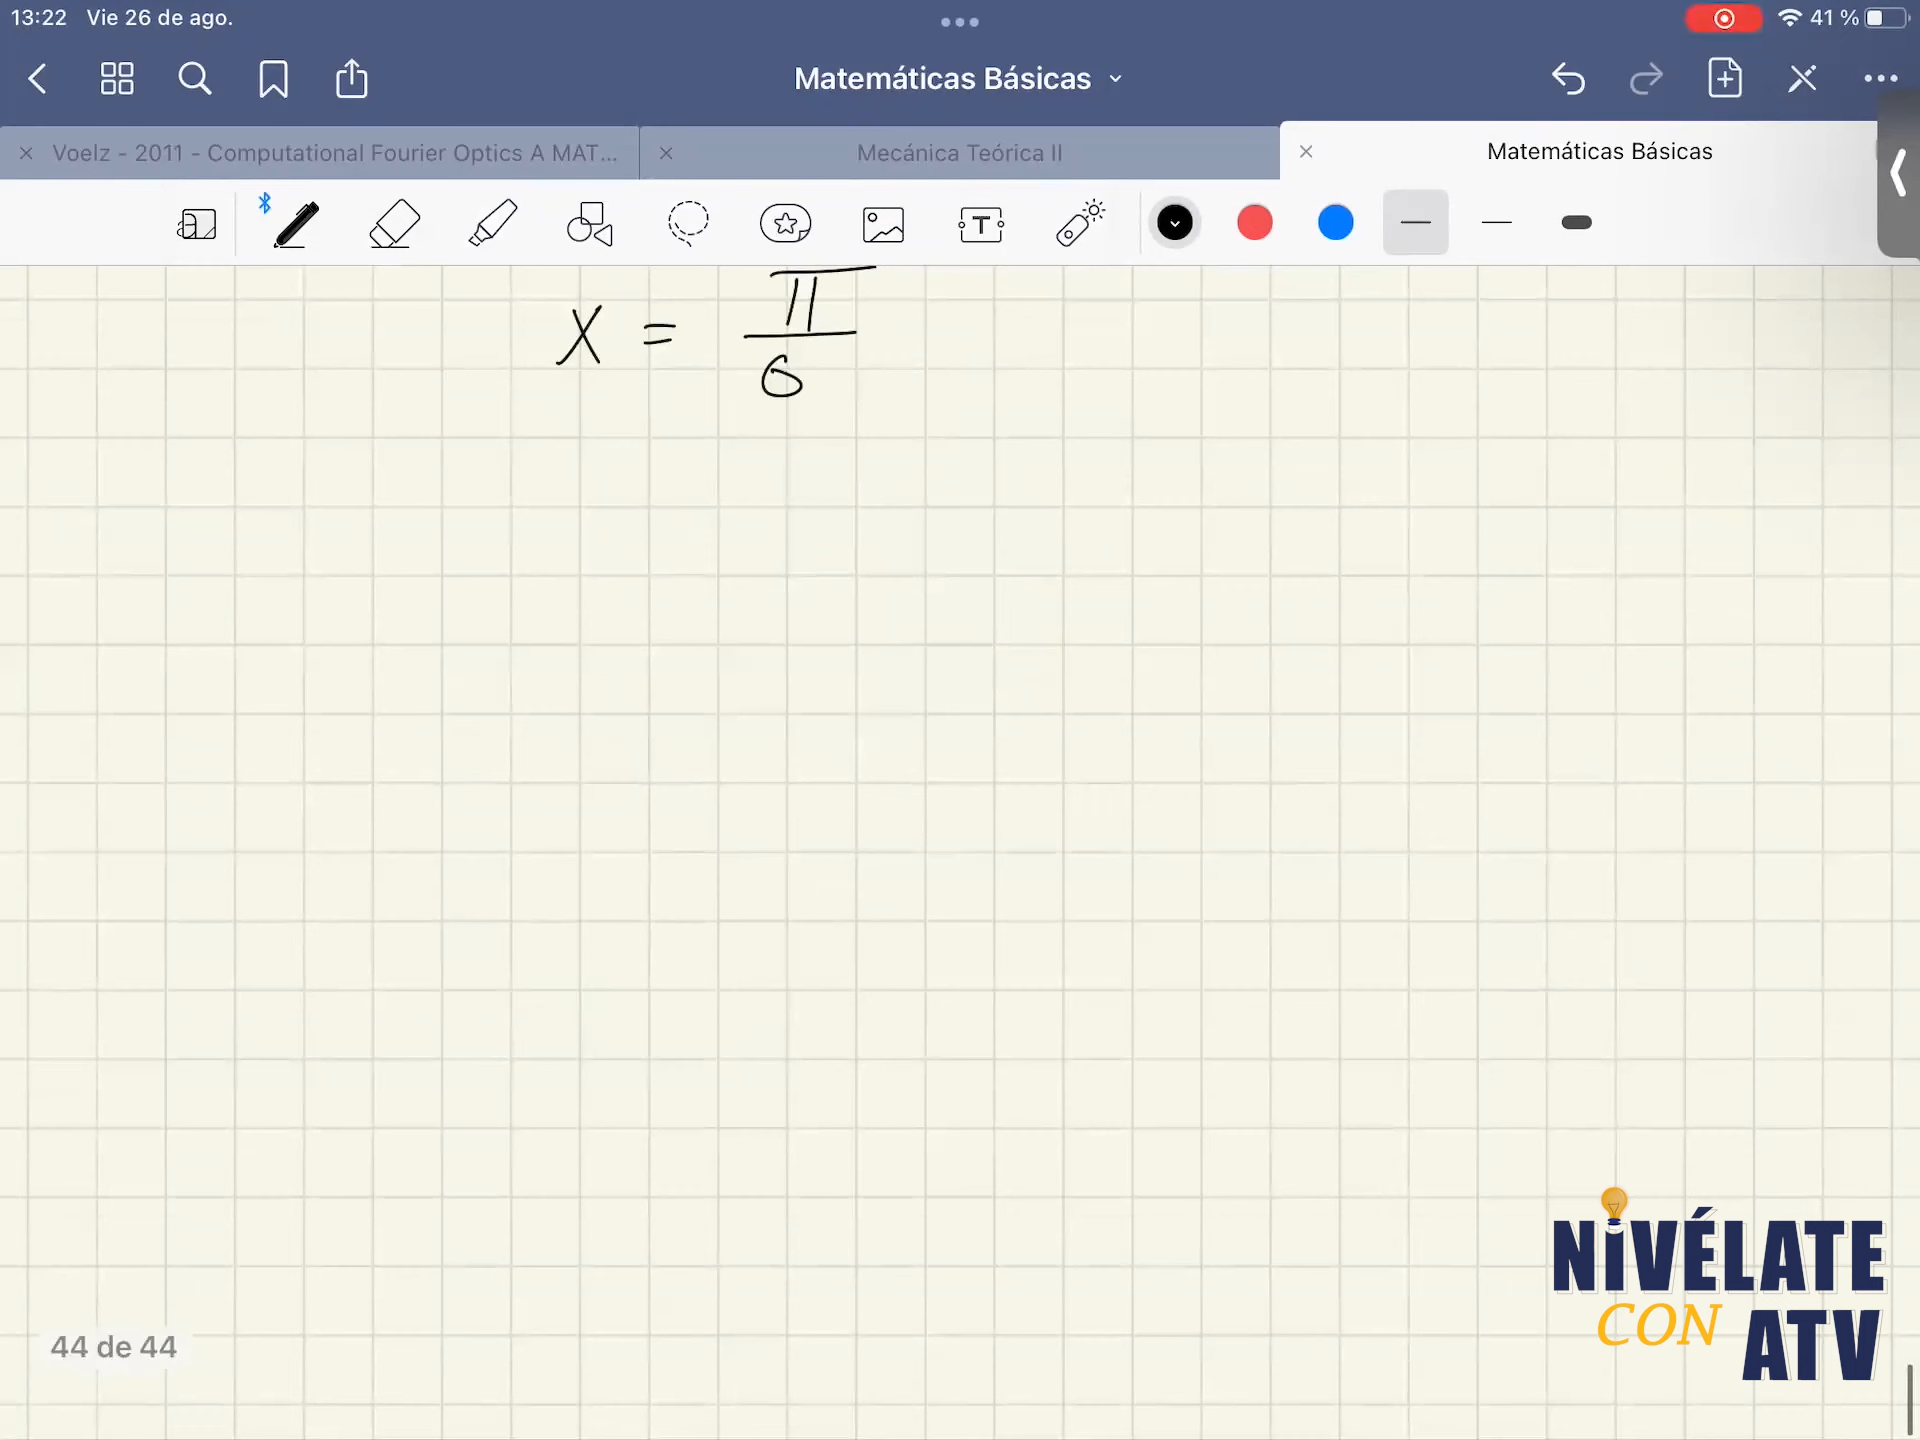 13:22 Vie 26 de ago. 41 %
Matemáticas Básicas
Voelz - 2011 - Computational Fourier Optics A MAT... Mecánica Teórica II Matemáticas Básicas
X = π/6
44 de 44
NIVÉLATE
CON
ATV